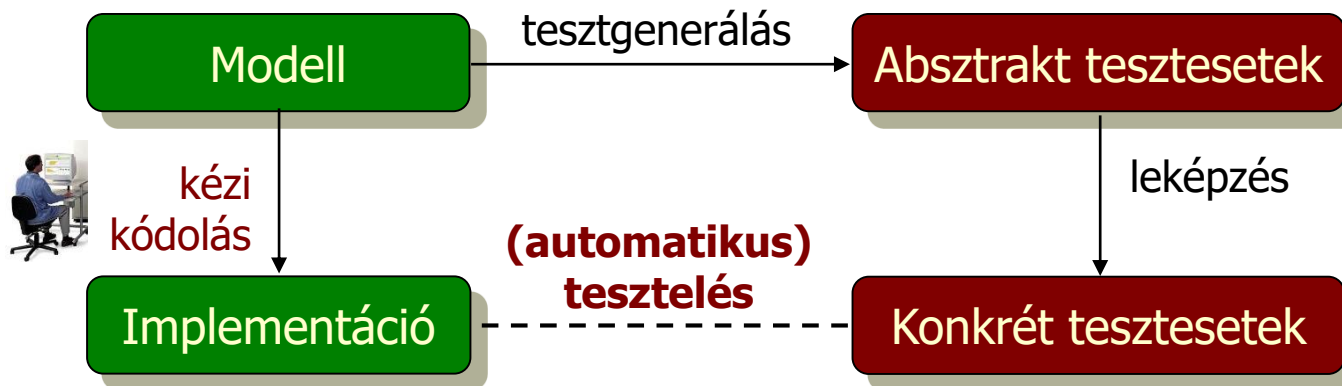 Modell
tesztgenerálás
Absztrakt tesztesetek
kézi
kódolás
leképzés
(automatikus)
tesztelés
Implementáció
Konkrét tesztesetek